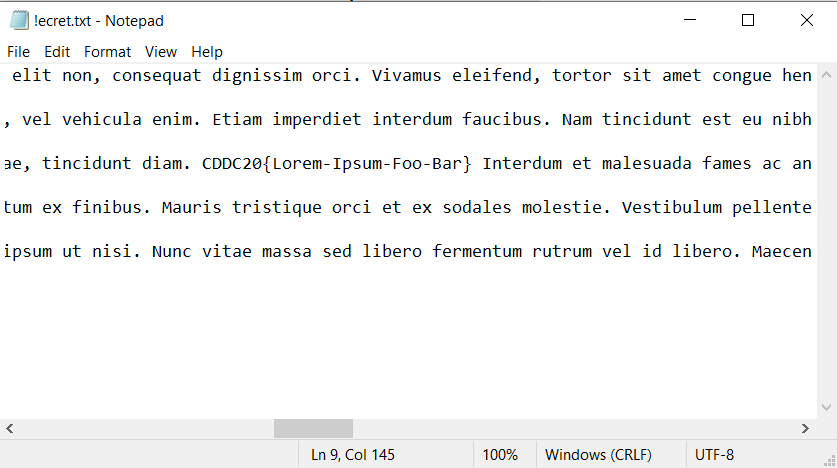 !ecret.txt - Notepad
File Edit Format View Help
elit non, consequat dignissim orci. Vivamus eleifend, tortor sit amet congue hen
, vel vehicula enim. Etiam imperdiet interdum faucibus. Nam tincidunt est eu nibh
ae, tincidunt diam. CDDC20{Lorem-Ipsum-Foo-Bar} Interdum et malesuada fames ac an
tum ex finibus. Mauris tristique orci et ex sodales molestie. Vestibulum pellente
ipsum ut nisi. Nunc vitae massa sed libero fermentum rutrum vel id libero. Maecen
Ln 9, Col 145 100% Windows (CRLF) UTF-8